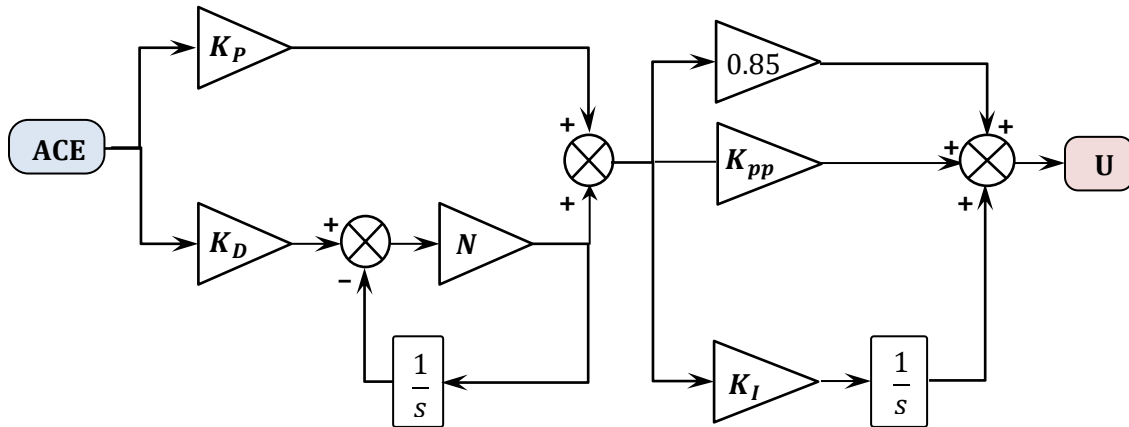 ACE
K_P
K_D
+
−
N
1
s
+
+
0.85
K_pp
K_I
1
s
+
+
+
U